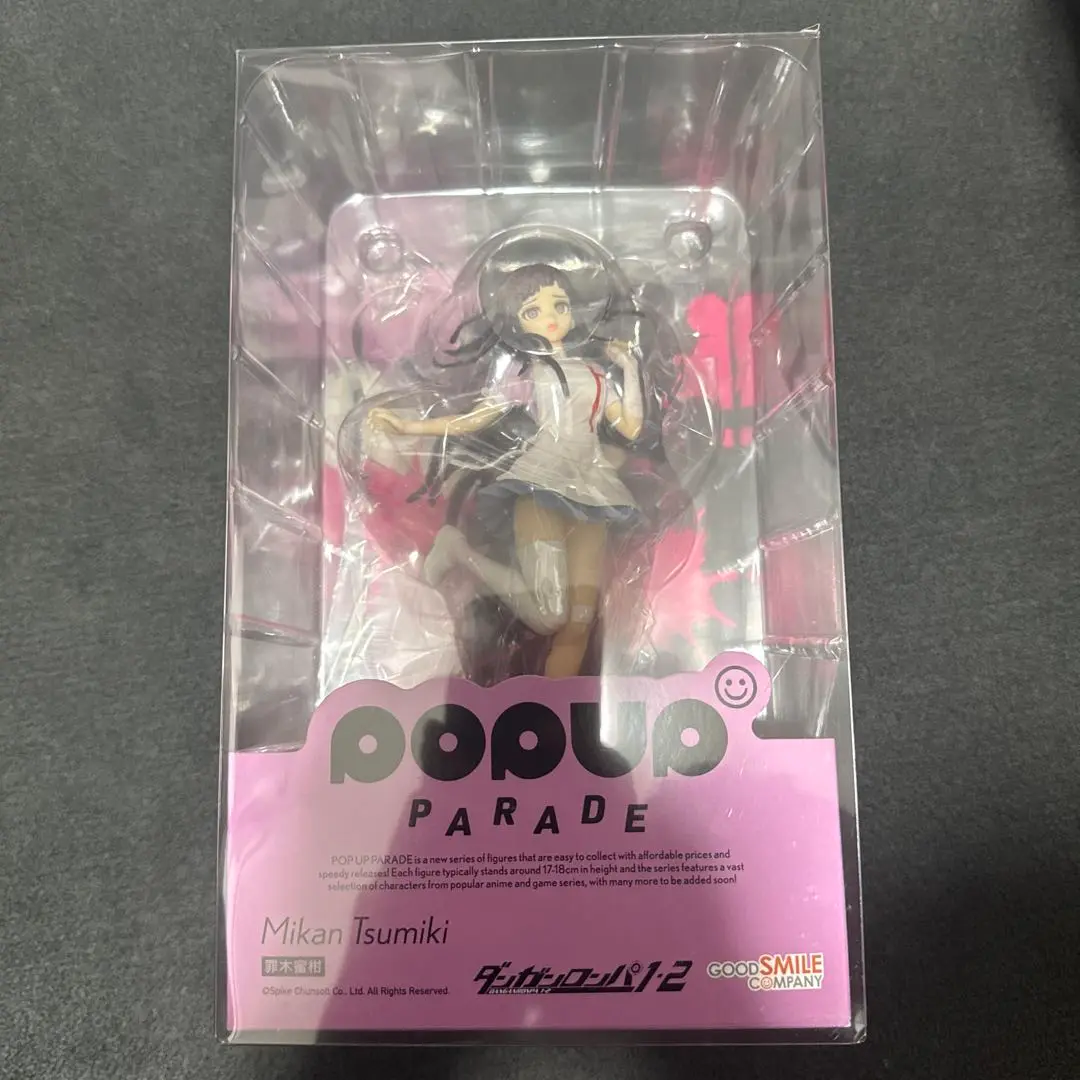 POPUP
PARADE
POP UP PARADE is a new series of figures that are easy to collect with affordable prices and
speedy releases! Each figure typically stands around 17-18cm in height and the series features a vast
selection of characters from popular anime and game series, with many more to be added soon!
Mikan Tsumiki
罪木蜜柑
©Spike Chunsoft Co., Ltd. All Rights Reserved.
ダンガンロンパ1・2
DANGANRONPA 1・2
GOOD SMILE
COMPANY